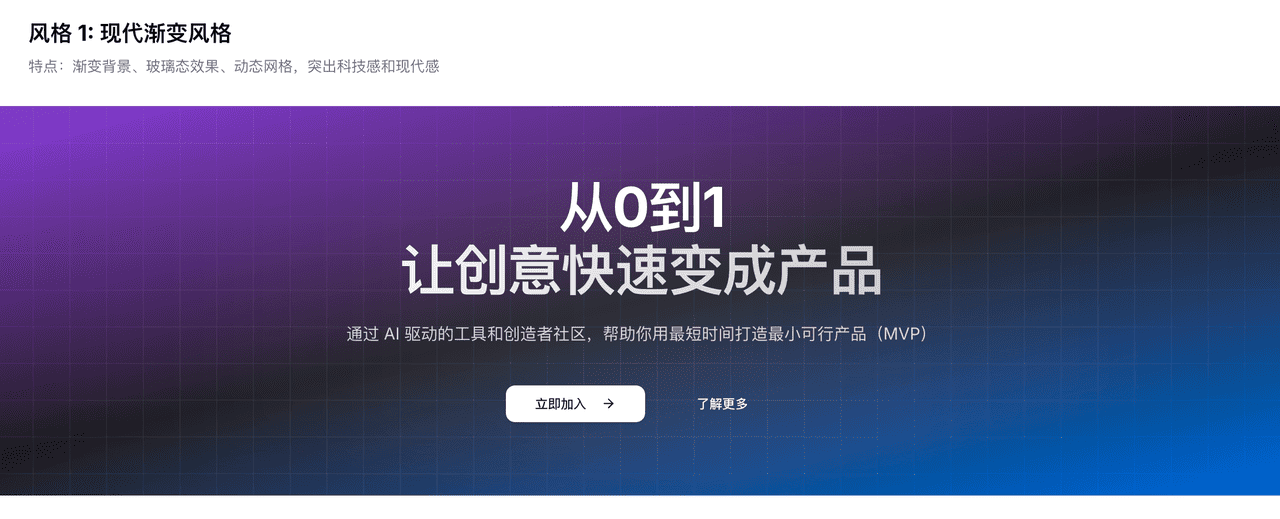 风格 1: 现代渐变风格
特点：渐变背景、玻璃态效果、动态网格，突出科技感和现代感
从0到1
让创意快速变成产品
通过 AI 驱动的工具和创造者社区，帮助你用最短时间打造最小可行产品（MVP）
立即加入 →
了解更多